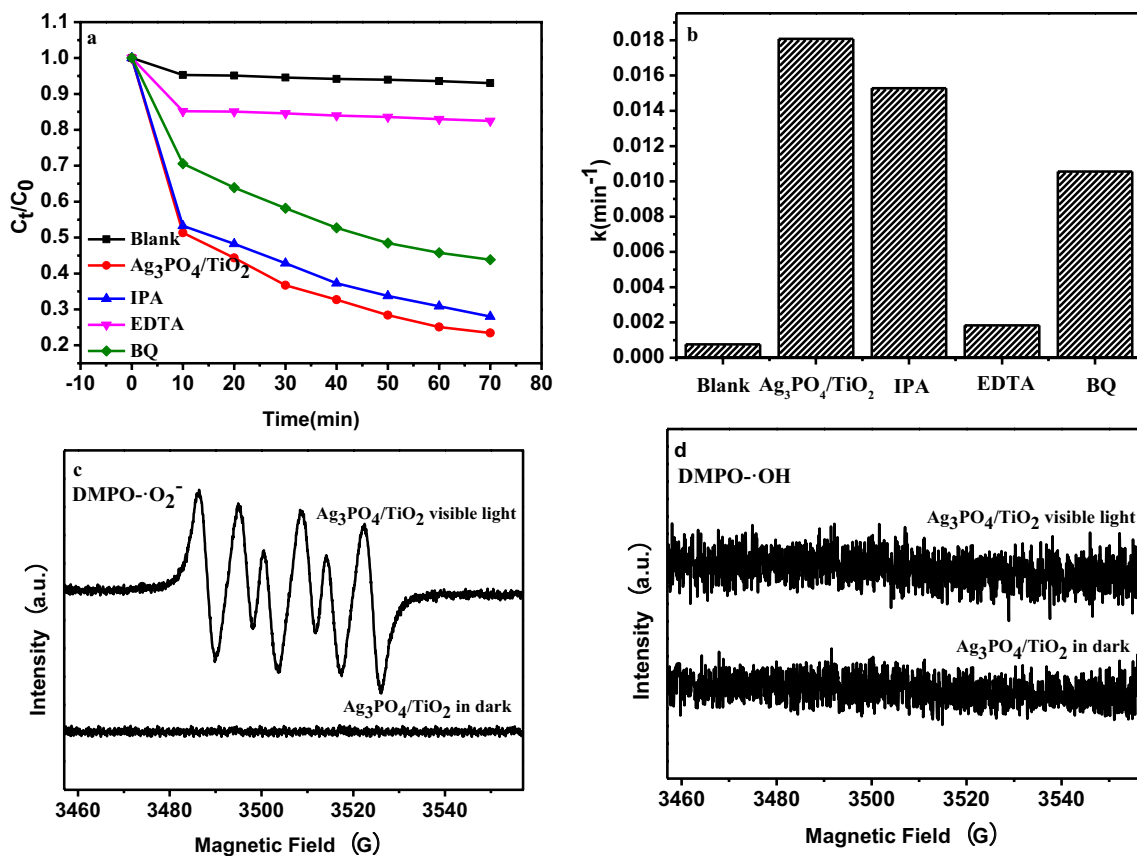 a
1.1
1.0
0.9
0.8
0.7
0.6
0.5
0.4
0.3
0.2
Cₜ/C₀
Blank
Ag₃PO₄/TiO₂
IPA
EDTA
BQ
-10 0 10 20 30 40 50 60 70 80
Time(min)
b
0.018
0.016
0.014
0.012
0.010
0.008
0.006
0.004
0.002
0.000
k(min⁻¹)
Blank Ag₃PO₄/TiO₂ IPA EDTA BQ
c
DMPO-·O₂⁻
Ag₃PO₄/TiO₂ visible light
Ag₃PO₄/TiO₂ in dark
Intensity (a.u.)
3460 3480 3500 3520 3540
Magnetic Field (G)
d
DMPO-·OH
Ag₃PO₄/TiO₂ visible light
Ag₃PO₄/TiO₂ in dark
Intensity (a.u.)
3460 3480 3500 3520 3540
Magnetic Field (G)